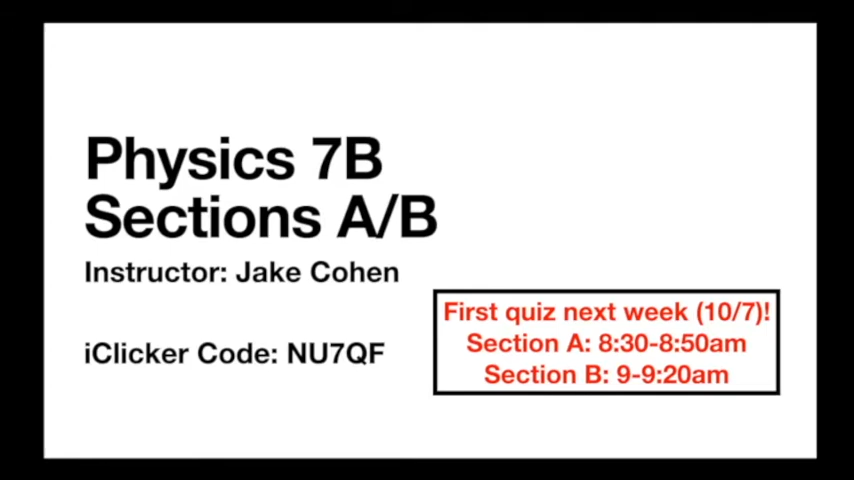 Physics 7B
Sections A/B
Instructor: Jake Cohen
iClicker Code: NU7QF
First quiz next week (10/7)!
Section A: 8:30-8:50am
Section B: 9-9:20am